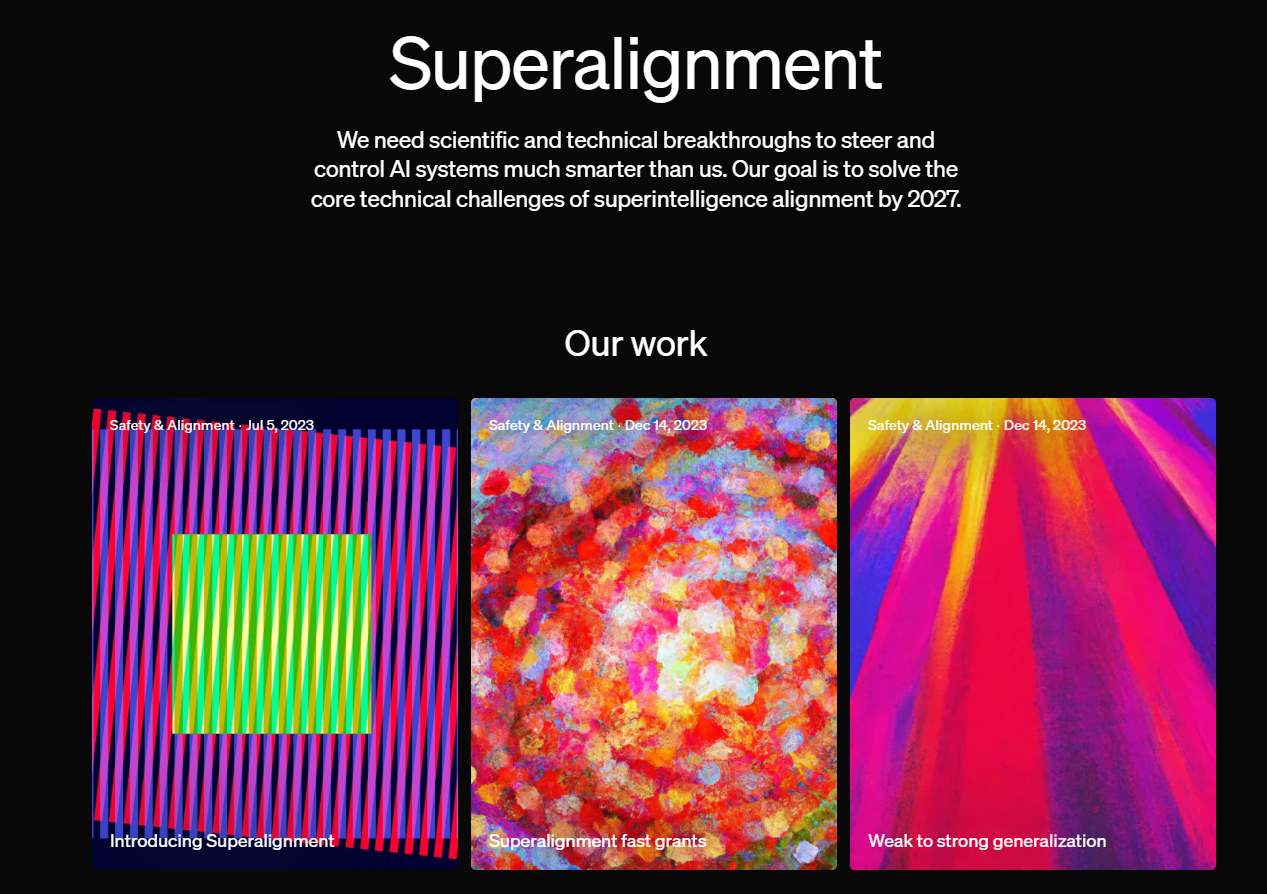 Superalignment
We need scientific and technical breakthroughs to steer and
control AI systems much smarter than us. Our goal is to solve the
core technical challenges of superintelligence alignment by 2027.
Our work
Safety & Alignment · Jul 5, 2023
Introducing Superalignment
Safety & Alignment · Dec 14, 2023
Superalignment fast grants
Safety & Alignment · Dec 14, 2023
Weak to strong generalization